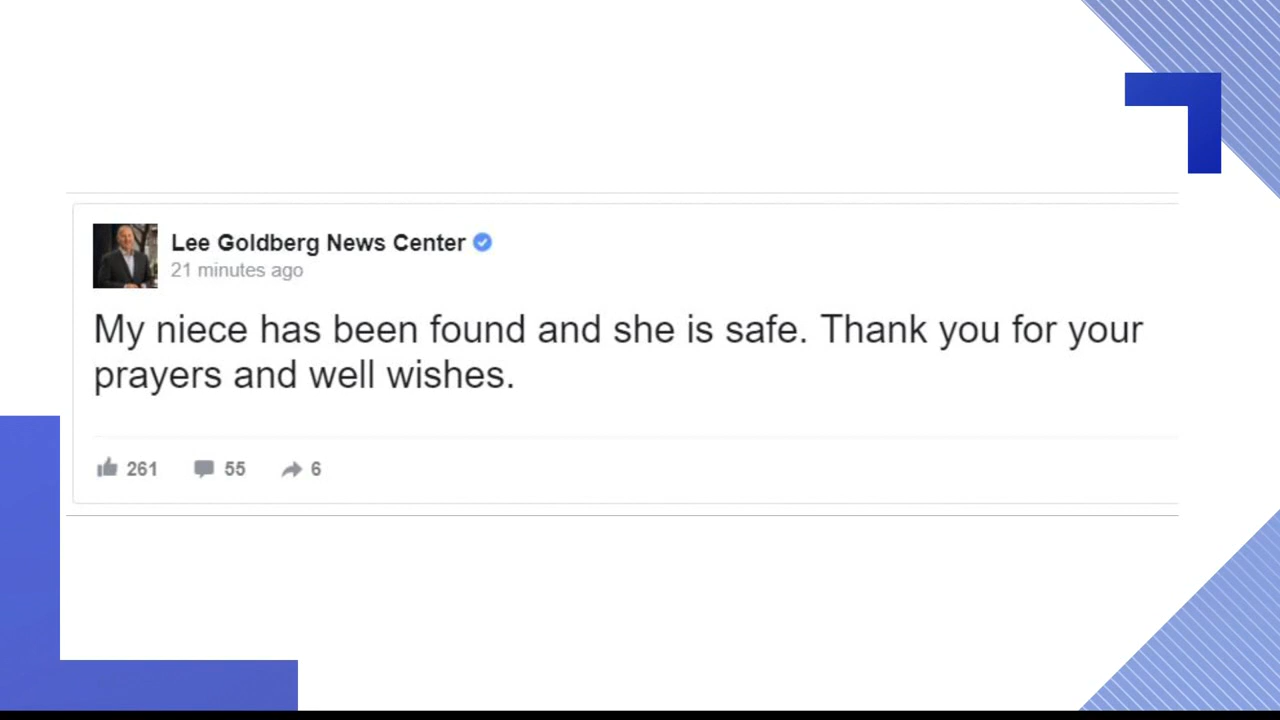 Lee Goldberg News Center
21 minutes ago
My niece has been found and she is safe. Thank you for your
prayers and well wishes.
261 55 6